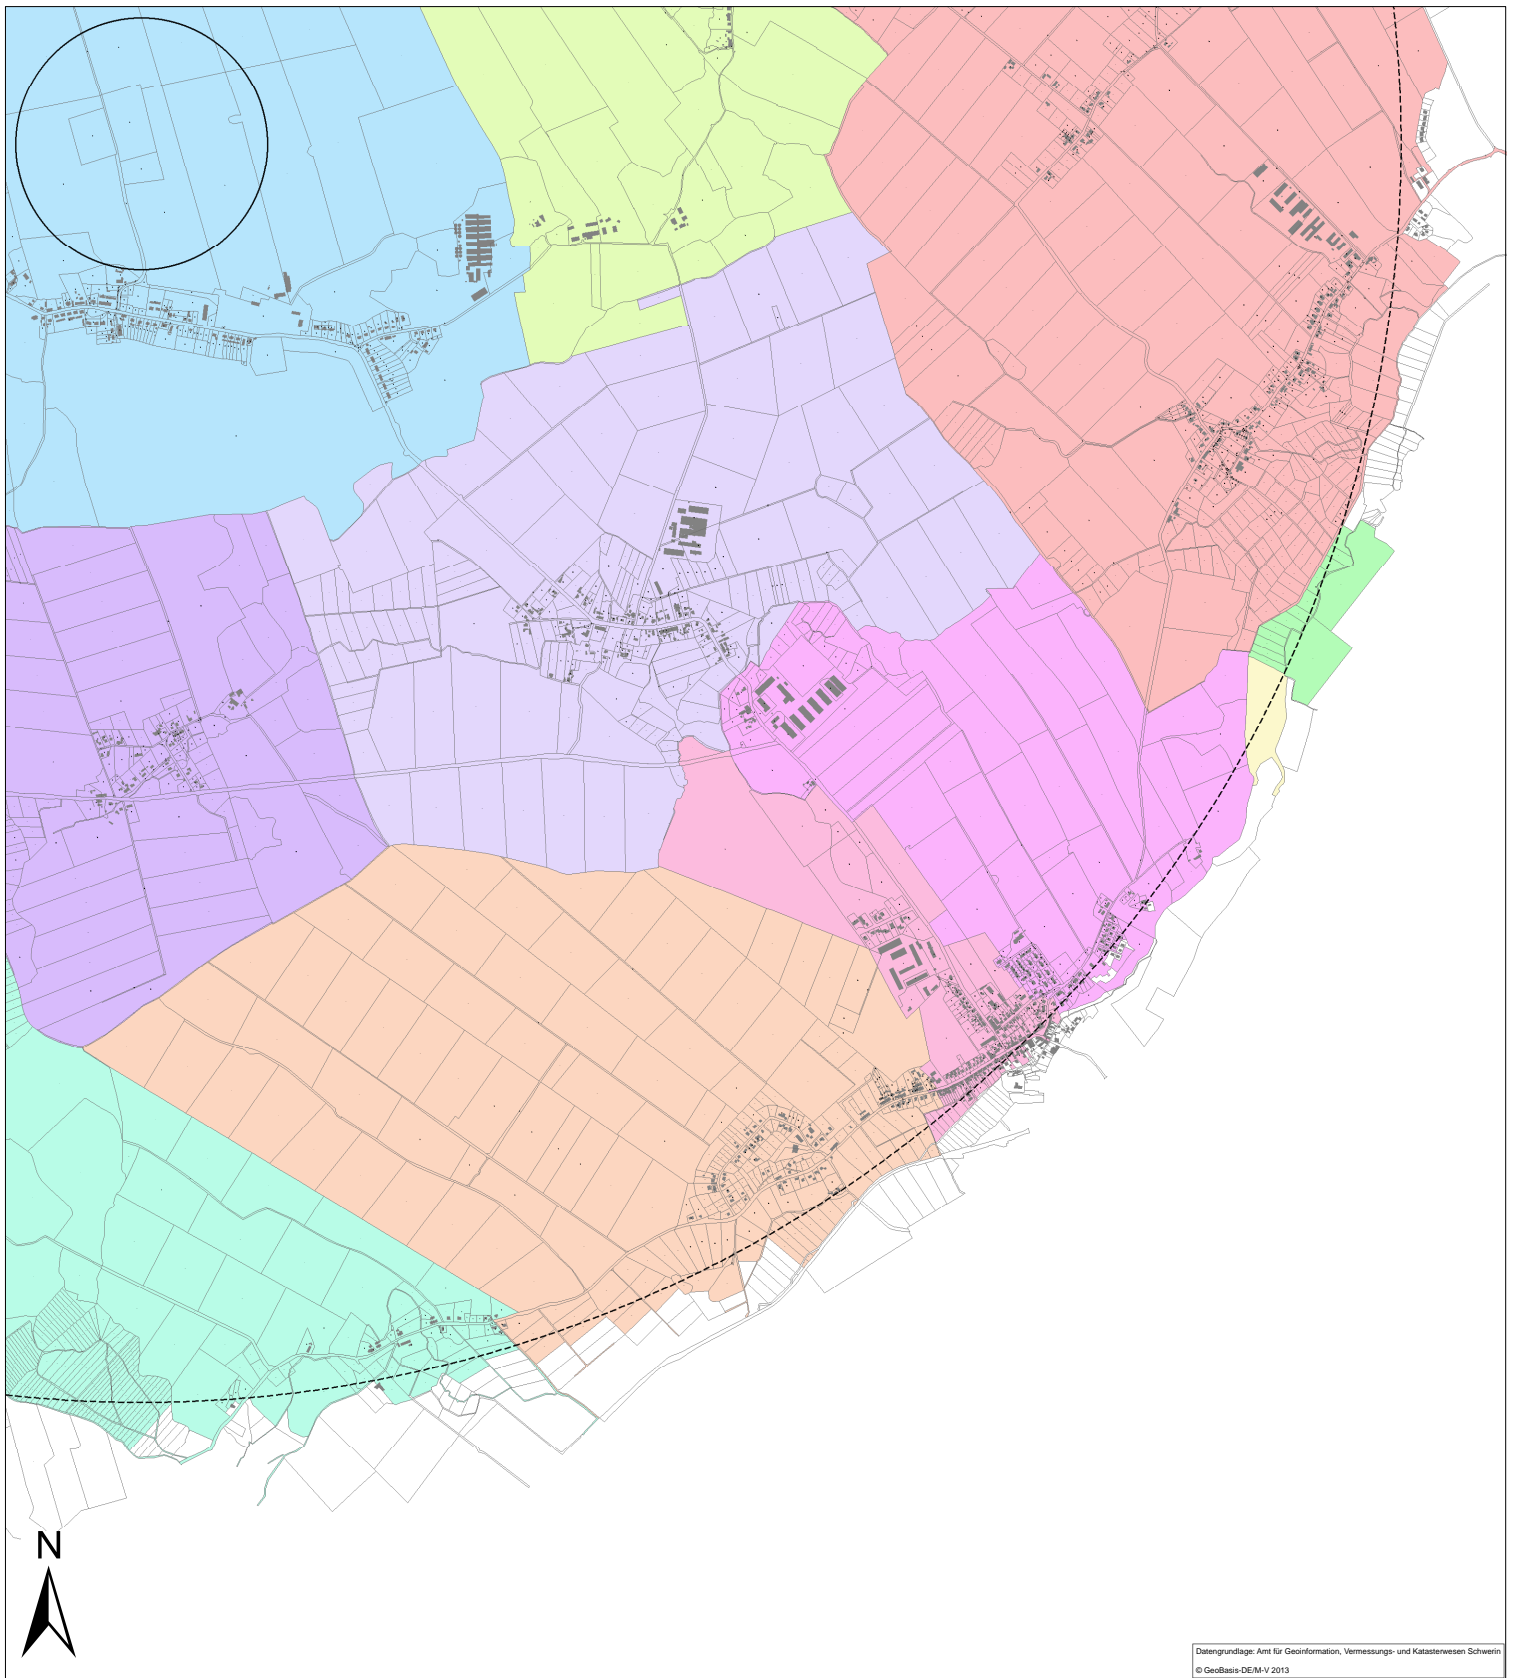 N
Datengrundlage: Amt für Geoinformation, Vermessungs- und Katasterwesen Schwerin
© GeoBasis-DE/M-V 2013